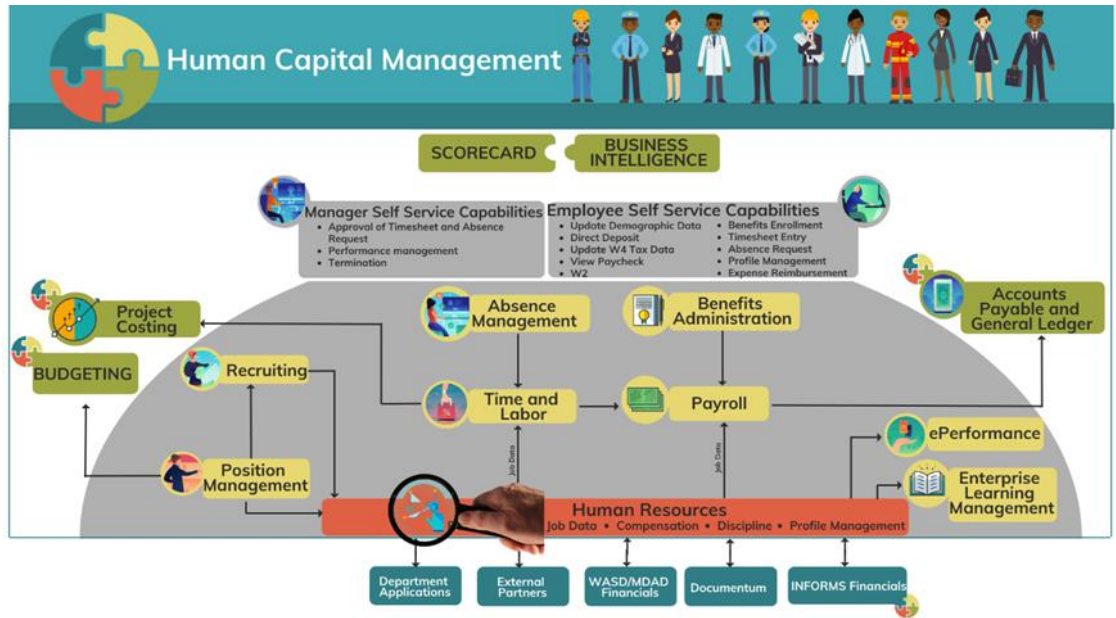 Human Capital Management
SCORECARD
BUSINESS
INTELLIGENCE
Manager Self Service Capabilities
• Approval of Timesheet and Absence
Request
• Performance management
• Termination
Employee Self Service Capabilities
• Update Demographic Data
• Direct Deposit
• Update W4 Tax Data
• View Paycheck
• W2
• Benefits Enrollment
• Timesheet Entry
• Absence Request
• Profile Management
• Expense Reimbursement
Project
Costing
BUDGETING
Absence
Management
Benefits
Administration
Accounts
Payable and
General Ledger
Recruiting
Time and
Labor
Payroll
ePerformance
Position
Management
Job Data
Job Data
Enterprise
Learning
Management
Human Resources
Job Data • Compensation • Discipline • Profile Management
Department
Applications
External
Partners
WASD/MDAD
Financials
Documentum
INFORMS Financials